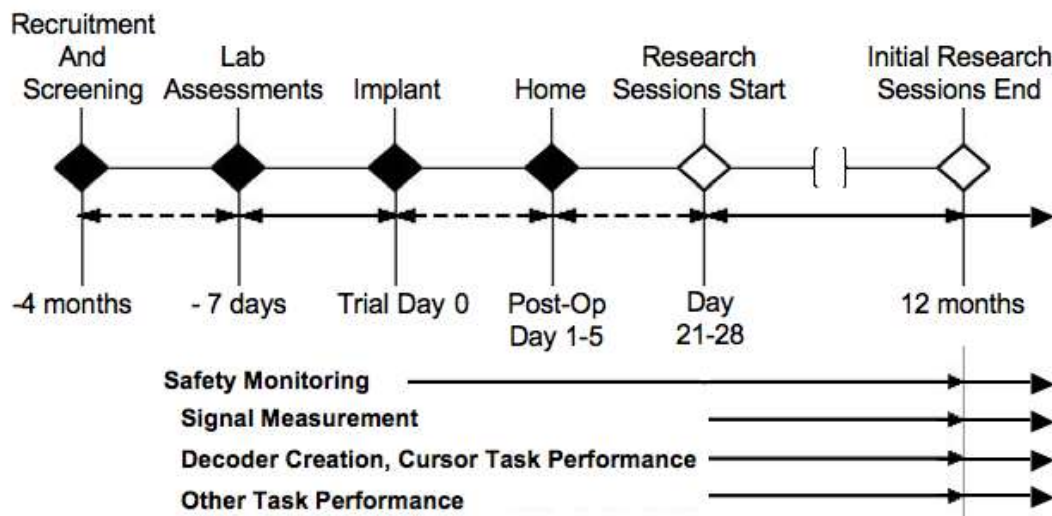 Recruitment
And
Screening
Lab
Assessments
Implant
Home
Research
Sessions Start
Initial Research
Sessions End
-4 months
- 7 days
Trial Day 0
Post-Op
Day 1-5
Day
21-28
12 months
Safety Monitoring
Signal Measurement
Decoder Creation, Cursor Task Performance
Other Task Performance